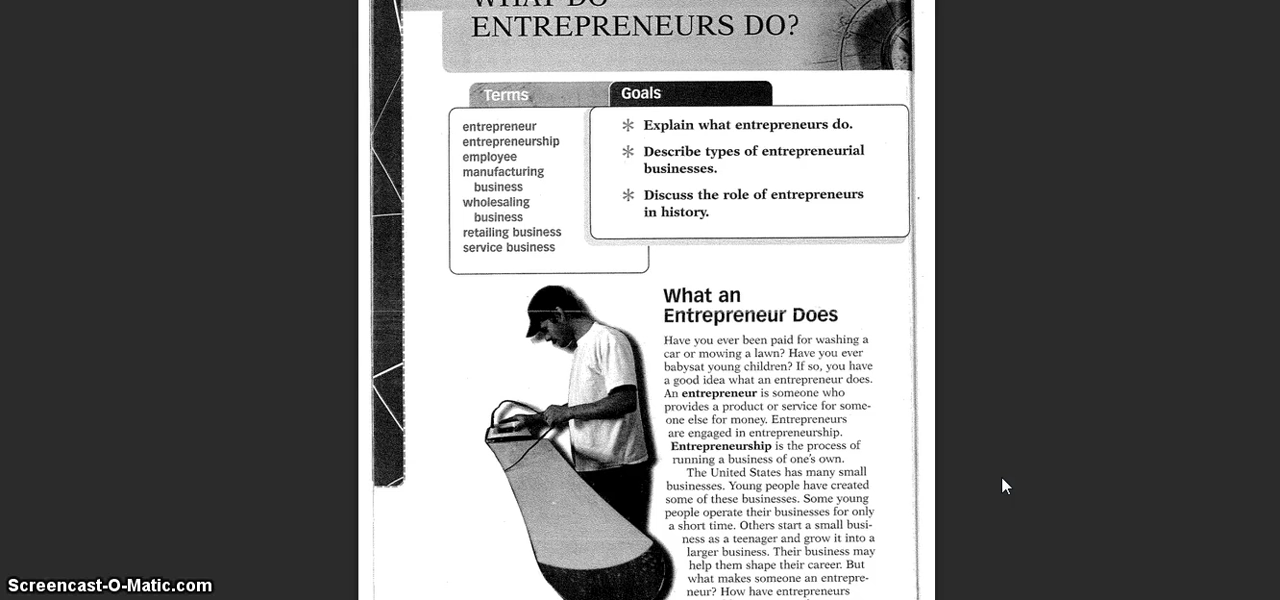 WHAT DO
ENTREPRENEURS DO?
Terms
Goals
entrepreneur
entrepreneurship
employee
manufacturing
business
wholesaling
business
retailing business
service business
* Explain what entrepreneurs do.
* Describe types of entrepreneurial
businesses.
* Discuss the role of entrepreneurs
in history.
What an
Entrepreneur Does
Have you ever been paid for washing a
car or mowing a lawn? Have you ever
babysat young children? If so, you have
a good idea what an entrepreneur does.
An entrepreneur is someone who
provides a product or service for some-
one else for money. Entrepreneurs
are engaged in entrepreneurship.
Entrepreneurship is the process of
running a business of one's own.
The United States has many small
businesses. Young people have created
some of these businesses. Some young
people operate their businesses for only
a short time. Others start a small busi-
ness as a teenager and grow it into a
larger business. Their business may
help them shape their career. But
what makes someone an entrepre-
neur? How have entrepreneurs
Screencast-O-Matic.com